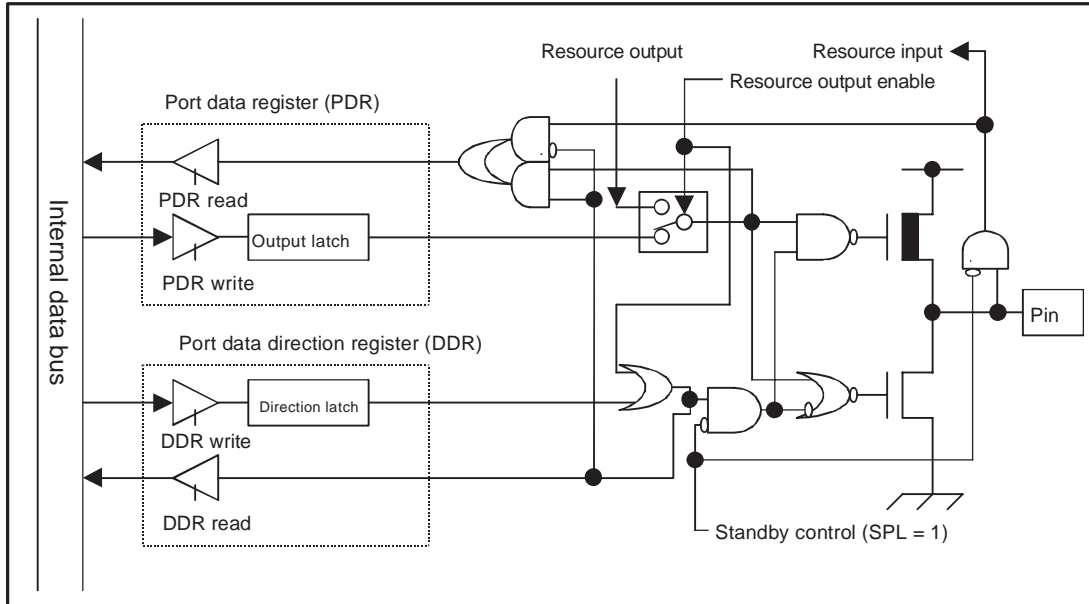 Resource output
Resource input
Resource output enable
Port data register (PDR)
PDR read
Output latch
PDR write
Internal data bus
Pin
Port data direction register (DDR)
Direction latch
DDR write
DDR read
Standby control (SPL = 1)